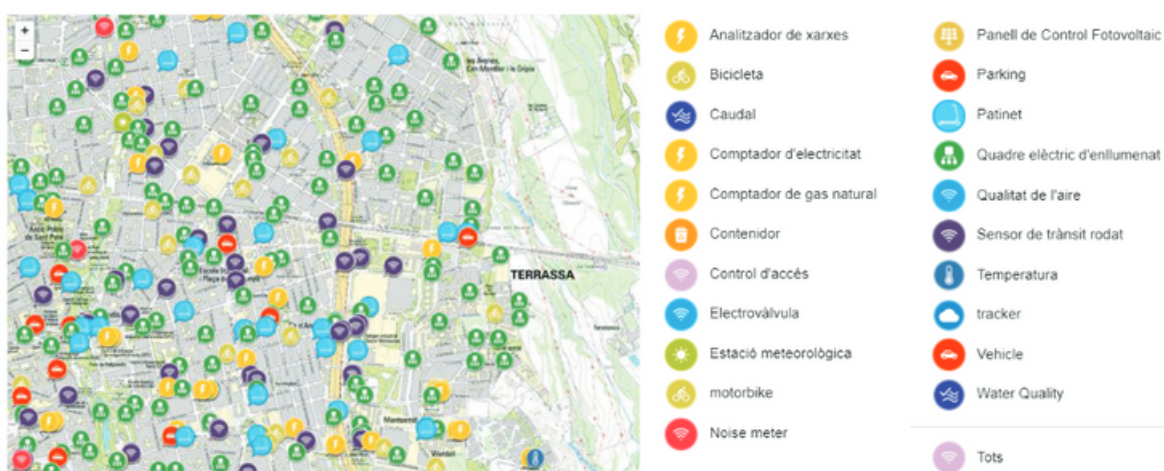 +
−
TERRASSA
Montserrat
Vilardell
Analitzador de xarxes
Bicicleta
Caudal
Comptador d'electricitat
Comptador de gas natural
Contenidor
Control d'accés
Electrovàlvula
Estació meteorològica
motorbike
Noise meter
Panell de Control Fotovoltaic
Parking
Patinet
Quadre elèctric d'enllumenat
Qualitat de l'aire
Sensor de trànsit rodat
Temperatura
tracker
Vehicle
Water Quality
Tots